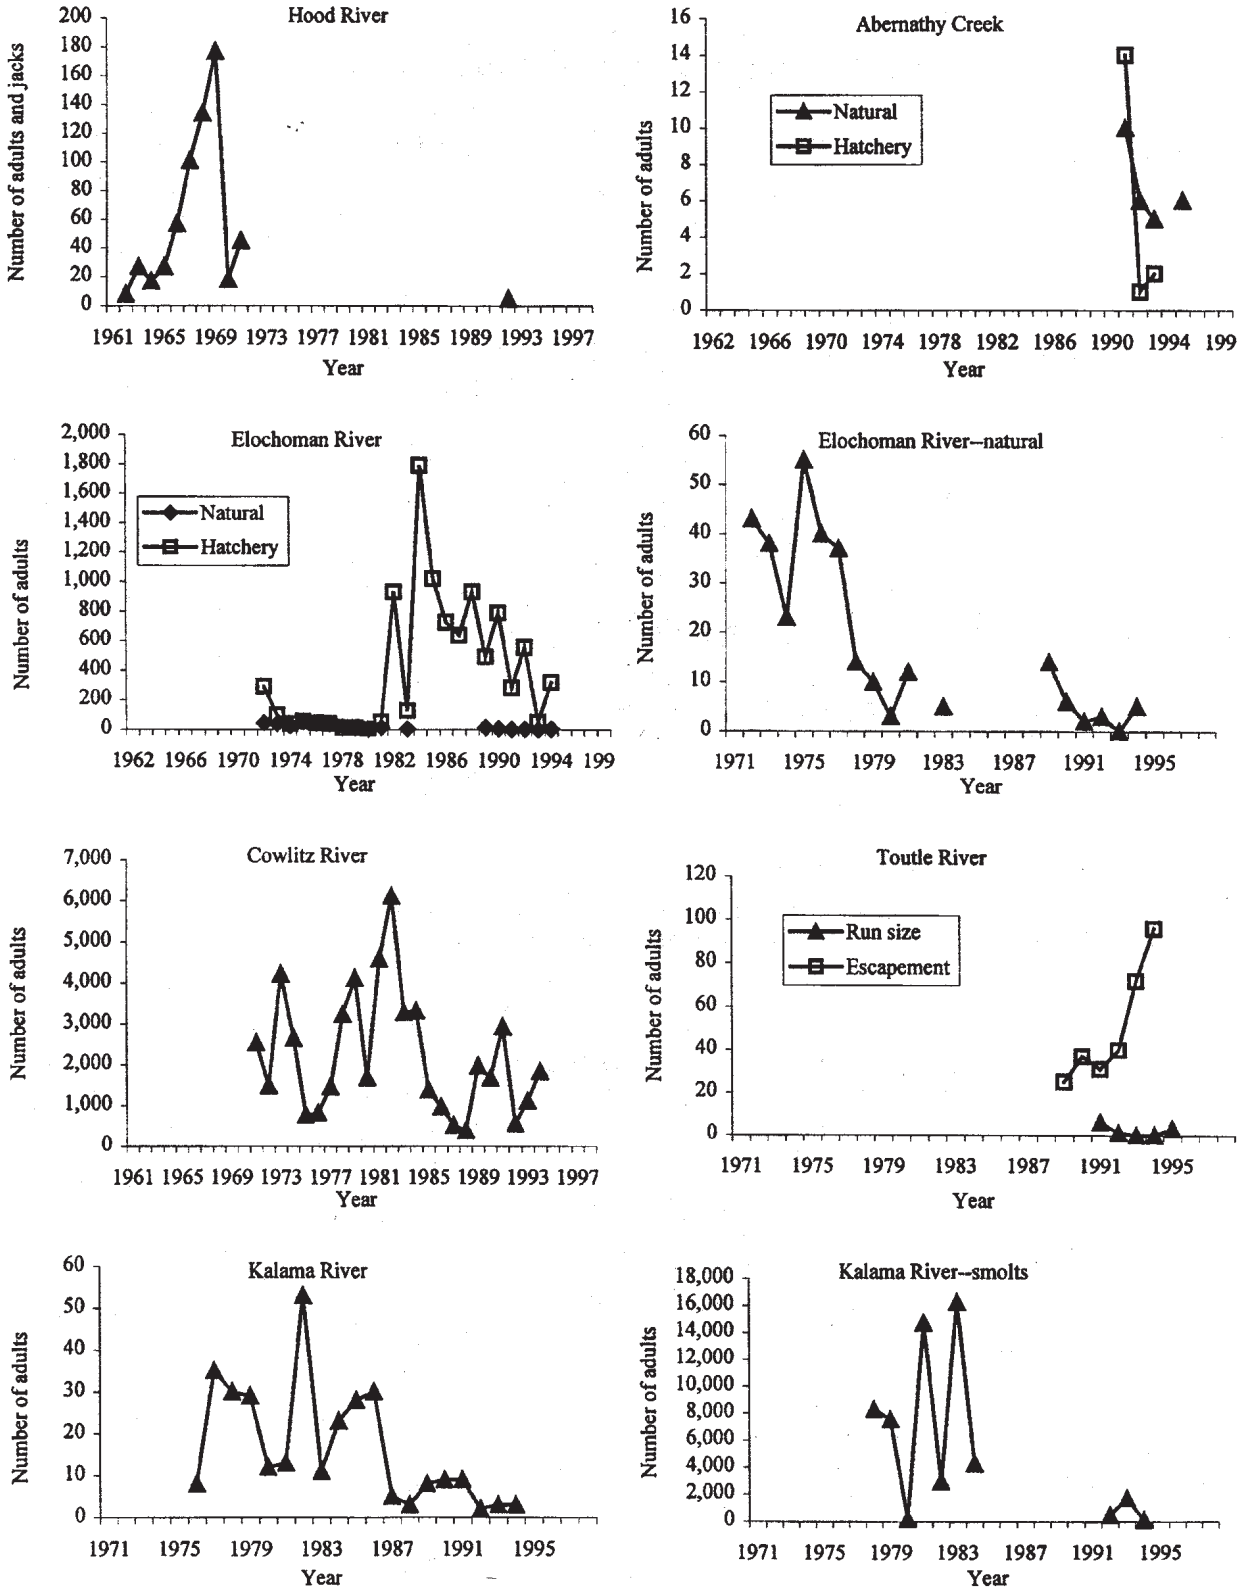 Hood River
Number of adults and jacks
200
180
160
140
120
100
80
60
40
20
0
1961 1965 1969 1973 1977 1981 1985 1989 1993 1997
Year
Abernathy Creek
Number of adults
16
14
12
10
8
6
4
2
0
Natural
Hatchery
1962 1966 1970 1974 1978 1982 1986 1990 1994 199
Year
Elochoman River
Number of adults
2,000
1,800
1,600
1,400
1,200
1,000
800
600
400
200
0
Natural
Hatchery
1962 1966 1970 1974 1978 1982 1986 1990 1994 199
Year
Elochoman River--natural
Number of adults
60
50
40
30
20
10
0
1971 1975 1979 1983 1987 1991 1995
Year
Cowlitz River
Number of adults
7,000
6,000
5,000
4,000
3,000
2,000
1,000
0
1961 1965 1969 1973 1977 1981 1985 1989 1993 1997
Year
Toutle River
Number of adults
120
100
80
60
40
20
0
Run size
Escapement
1971 1975 1979 1983 1987 1991 1995
Year
Kalama River
Number of adults
60
50
40
30
20
10
0
1971 1975 1979 1983 1987 1991 1995
Year
Kalama River--smolts
Number of adults
18,000
16,000
14,000
12,000
10,000
8,000
6,000
4,000
2,000
0
1971 1975 1979 1983 1987 1991 1995
Year